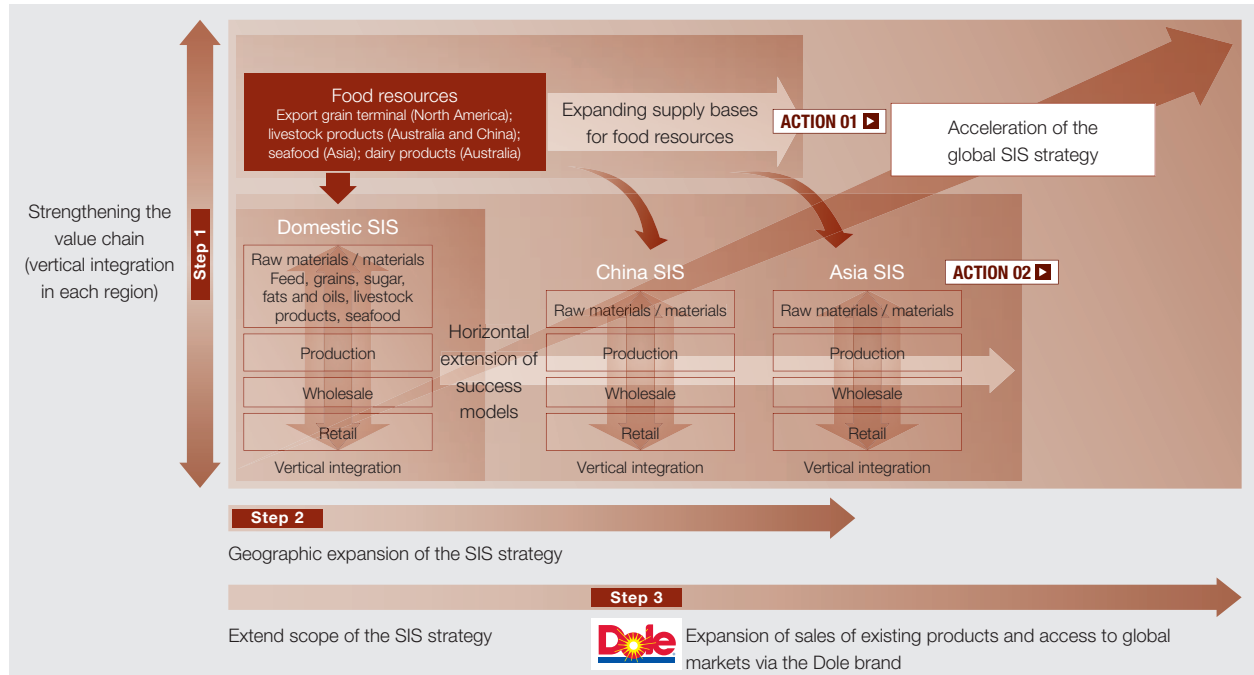 Food resources
Export grain terminal (North America);
livestock products (Australia and China);
seafood (Asia); dairy products (Australia)
Expanding supply bases
for food resources
ACTION 01
Acceleration of the
global SIS strategy
Strengthening the
value chain
(vertical integration
in each region)
Step 1
Domestic SIS
Raw materials / materials
Feed, grains, sugar,
fats and oils, livestock
products, seafood
Production
Wholesale
Retail
Vertical integration
Horizontal
extension of
success
models
China SIS
Raw materials / materials
Production
Wholesale
Retail
Vertical integration
Asia SIS
ACTION 02
Raw materials / materials
Production
Wholesale
Retail
Vertical integration
Step 2
Geographic expansion of the SIS strategy
Step 3
Extend scope of the SIS strategy
Dole
Expansion of sales of existing products and access to global
markets via the Dole brand